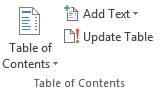 Table of
Contents
Add Text
Update Table
Table of Contents